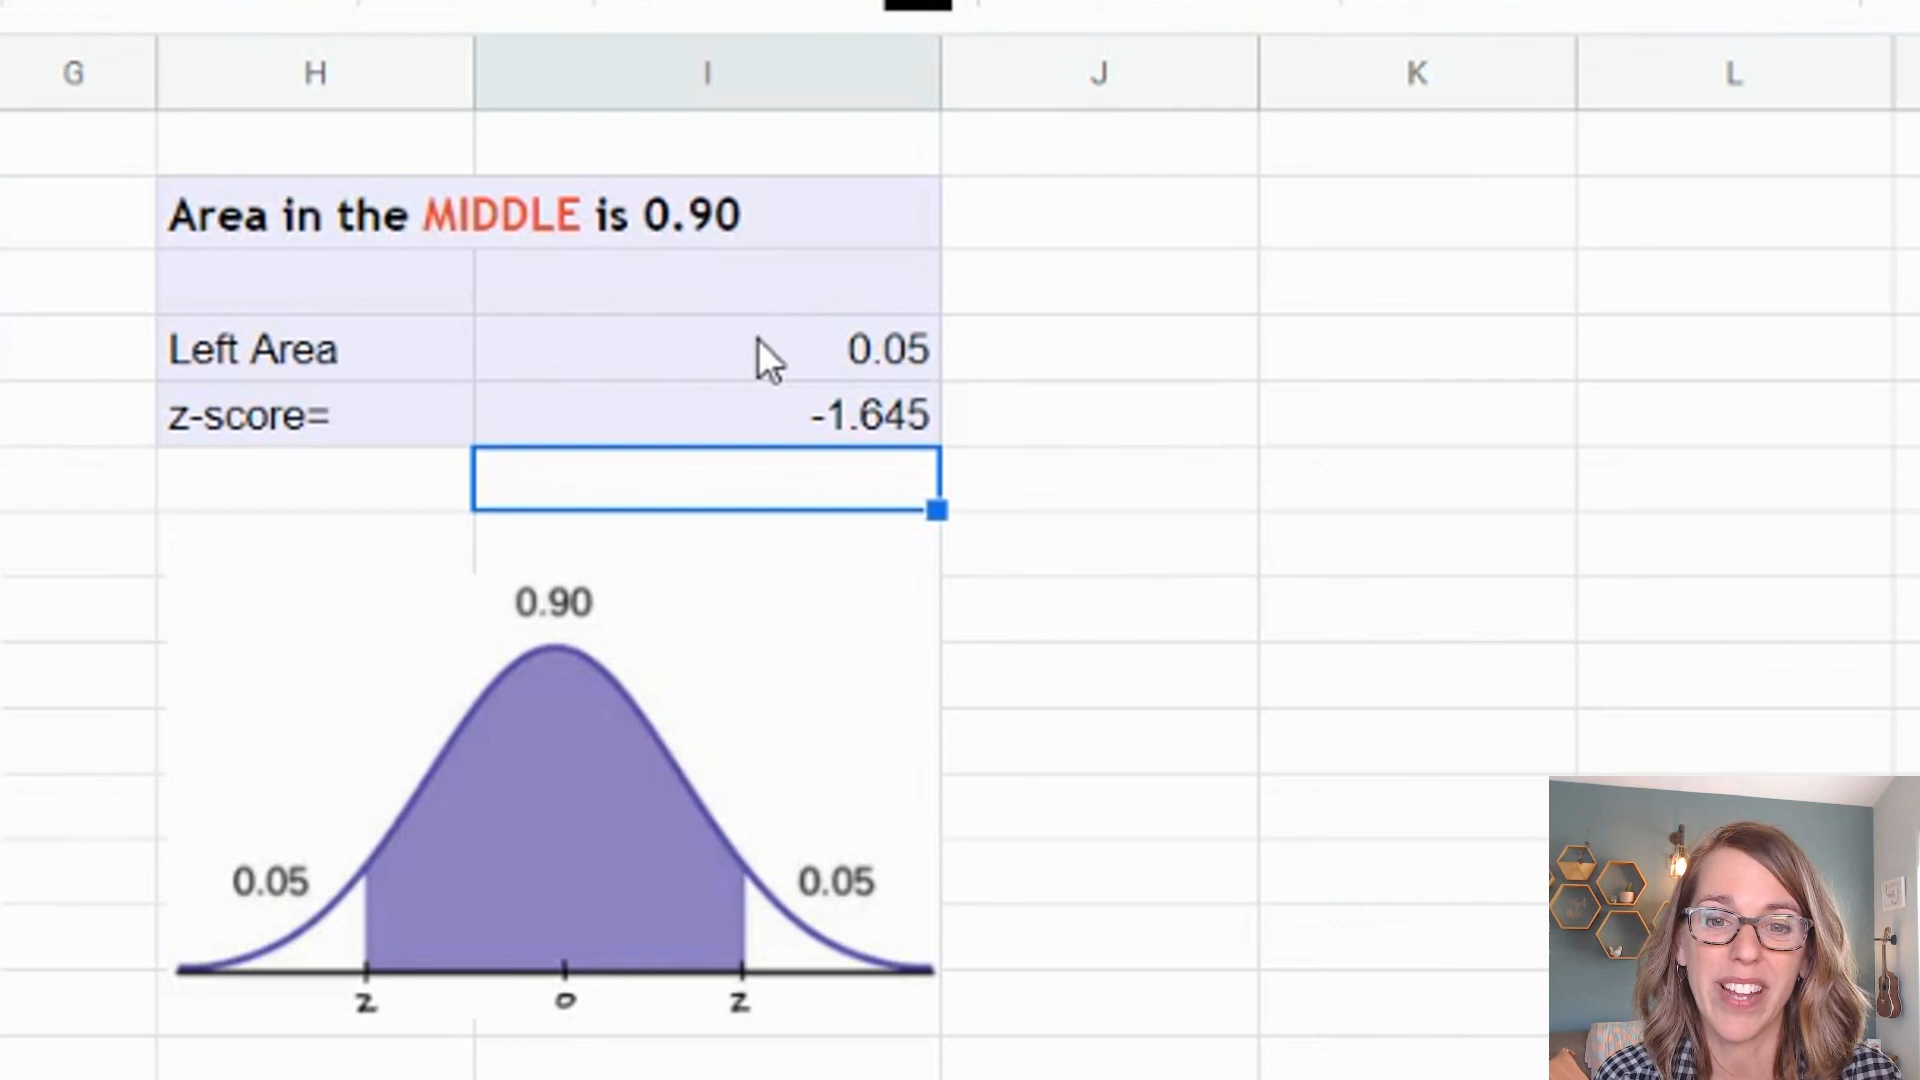 G H I J K L
Area in the MIDDLE is 0.90
Left Area 0.05
z-score= -1.645
0.90
0.05 0.05
z 0 z